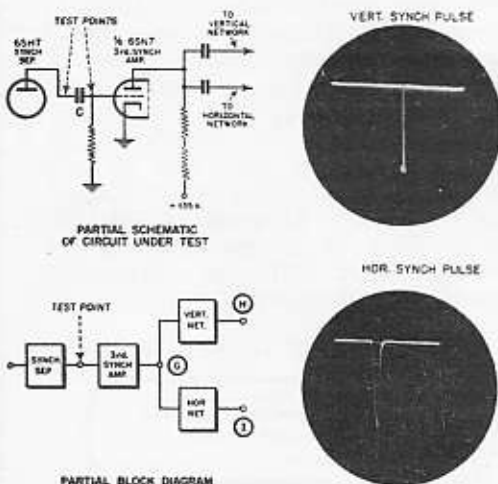 TEST POINTS
6SH7
SYNCH
SEP.
½ 6SN7
3rd. SYNCH
AMP.
C
TO
VERTICAL
NETWORK
TO
HORIZONTAL
NETWORK
PARTIAL SCHEMATIC
OF CIRCUIT UNDER TEST
VERT. SYNCH PULSE
TEST POINT
SYNCH
SEP
3rd.
SYNCH
AMP.
G
VERT.
NET.
H
HOR
NET
I
PARTIAL BLOCK DIAGRAM
HOR. SYNCH PULSE